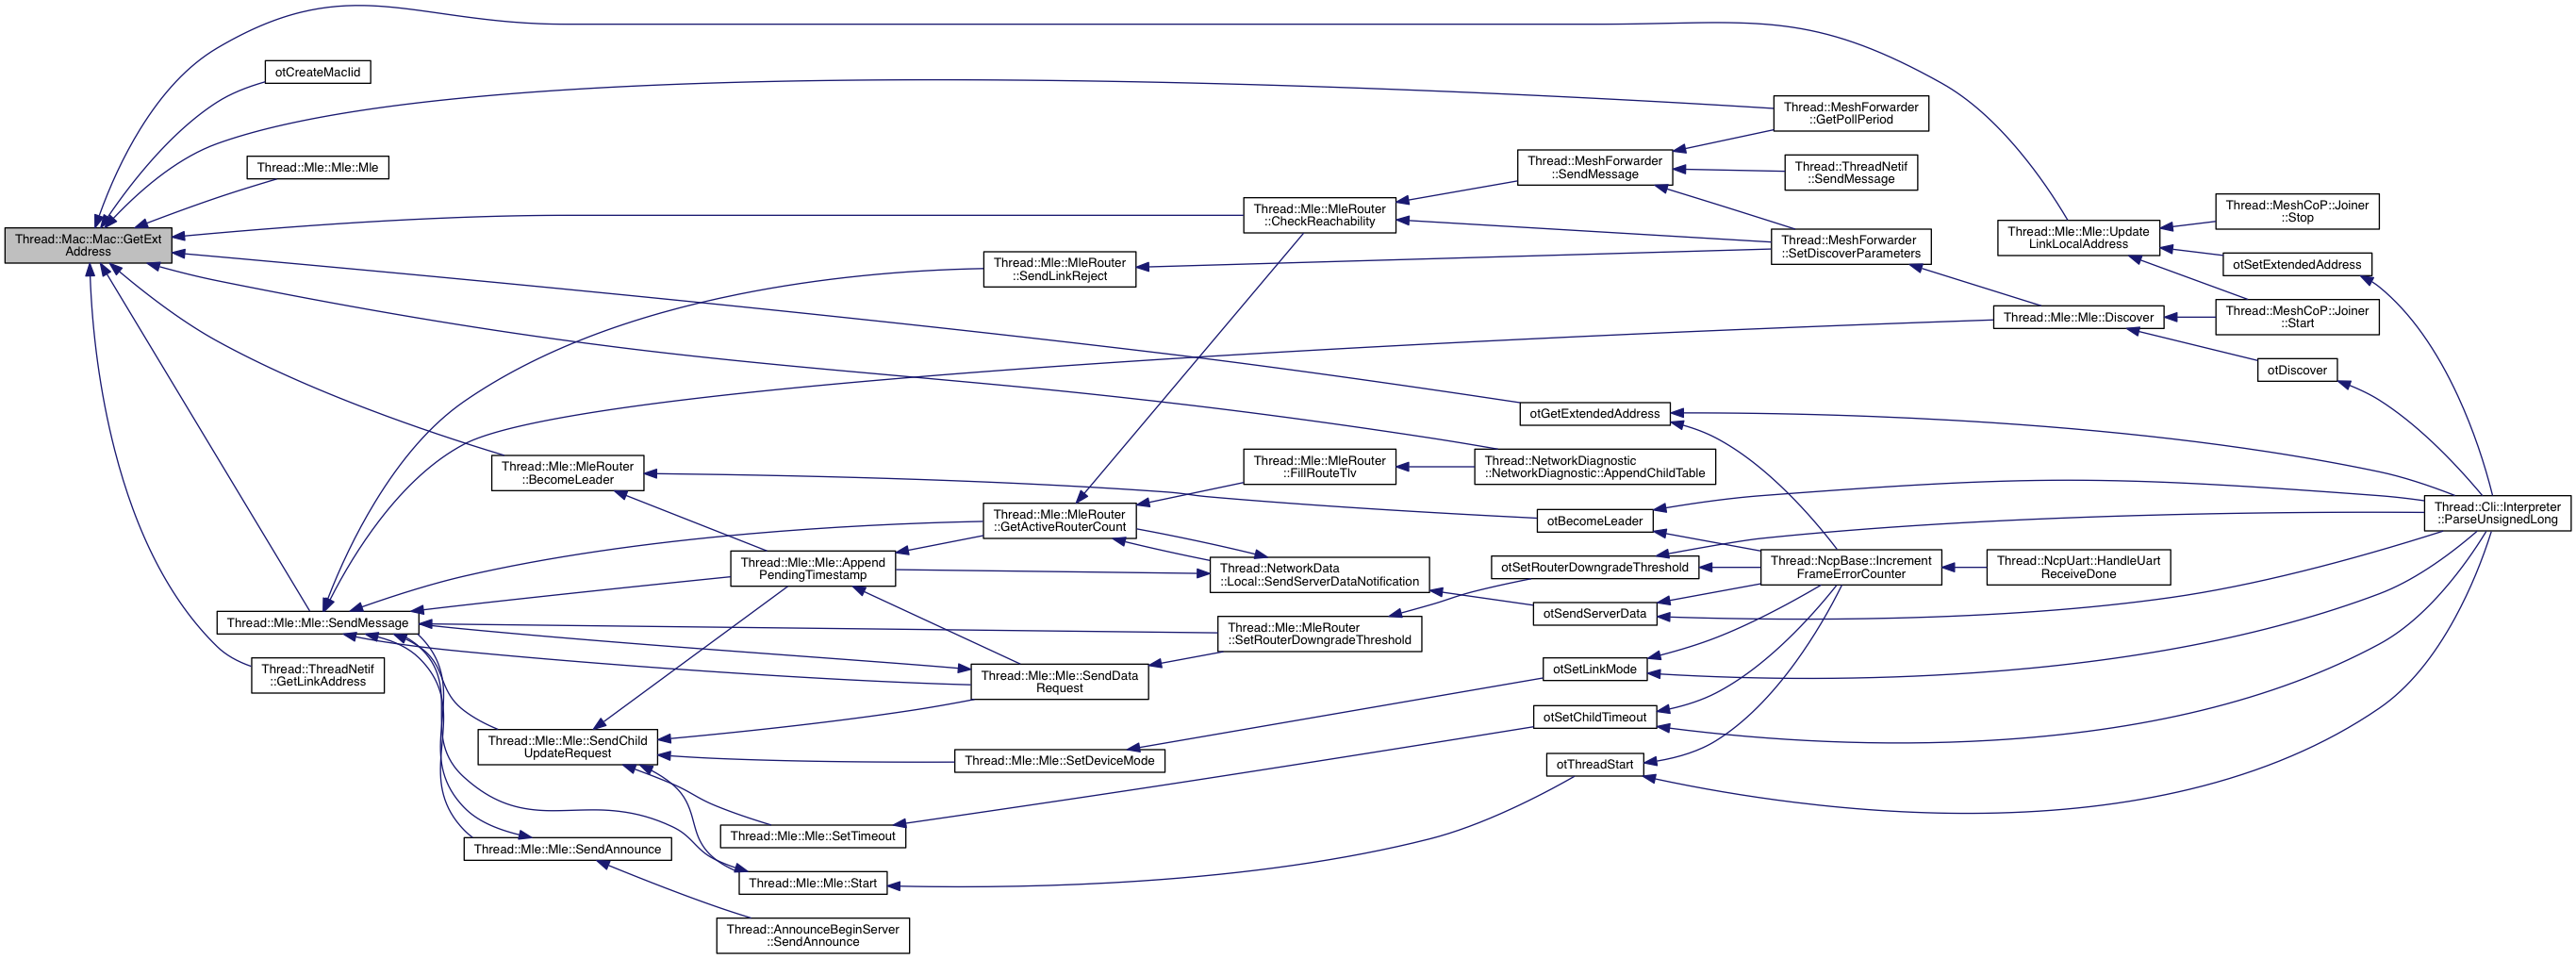 otCreateMacIid
Thread::MeshForwarder
::GetPollPeriod
Thread::Mle::Mle::Mle
Thread::MeshForwarder
::SendMessage
Thread::ThreadNetif
::SendMessage
Thread::Mac::Mac::GetExt
Address
Thread::Mle::MleRouter
::CheckReachability
Thread::MeshForwarder
::SetDiscoverParameters
Thread::Mle::Mle::Update
LinkLocalAddress
Thread::MeshCoP::Joiner
::Stop
otSetExtendedAddress
Thread::Mle::MleRouter
::SendLinkReject
Thread::Mle::Mle::Discover
Thread::MeshCoP::Joiner
::Start
otDiscover
otGetExtendedAddress
Thread::Mle::MleRouter
::BecomeLeader
Thread::Mle::MleRouter
::FillRouteTlv
Thread::NetworkDiagnostic
::NetworkDiagnostic::AppendChildTable
Thread::Mle::MleRouter
::GetActiveRouterCount
otBecomeLeader
Thread::Cli::Interpreter
::ParseUnsignedLong
Thread::Mle::Mle::Append
PendingTimestamp
Thread::NetworkData
::Local::SendServerDataNotification
otSetRouterDowngradeThreshold
Thread::NcpBase::Increment
FrameErrorCounter
Thread::NcpUart::HandleUart
ReceiveDone
Thread::Mle::Mle::SendMessage
otSendServerData
Thread::Mle::MleRouter
::SetRouterDowngradeThreshold
Thread::ThreadNetif
::GetLinkAddress
Thread::Mle::Mle::SendData
Request
otSetLinkMode
otSetChildTimeout
Thread::Mle::Mle::SendChild
UpdateRequest
Thread::Mle::Mle::SetDeviceMode
otThreadStart
Thread::Mle::Mle::SetTimeout
Thread::Mle::Mle::SendAnnounce
Thread::Mle::Mle::Start
Thread::AnnounceBeginServer
::SendAnnounce